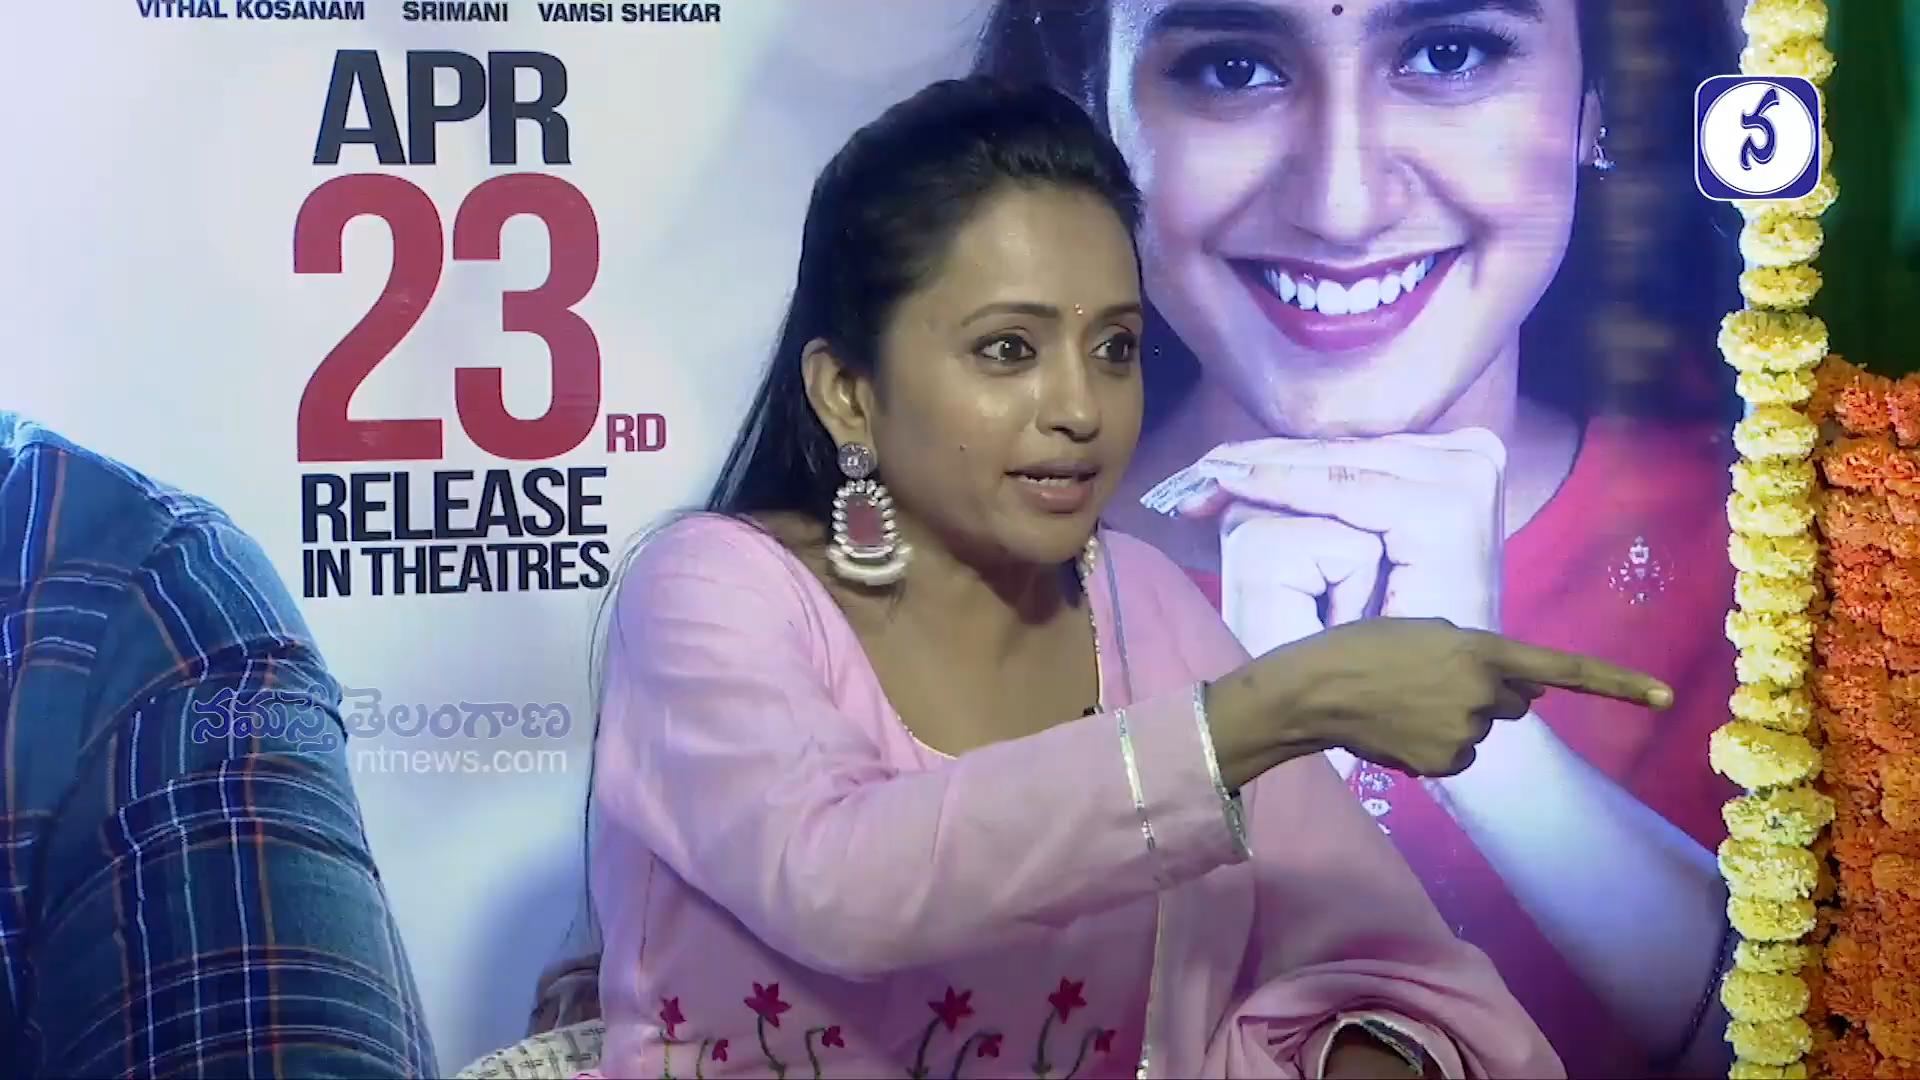 VITHAL KOSANAM SRIMANI VAMSI SHEKAR
APR
23RD
RELEASE
IN THEATRES
న
నమస్తే తెలంగాణ
ntnews.com